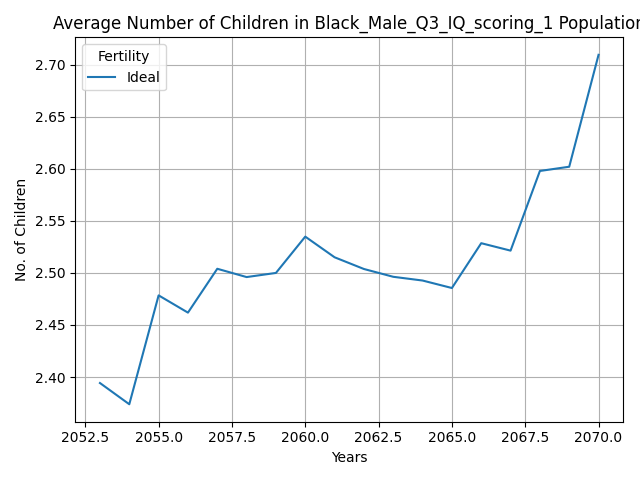 Average Number of Children in Black_Male_Q3_IQ_scoring_1 Population
Fertility
Ideal
2.70
2.65
2.60
2.55
2.50
2.45
2.40
No. of Children
2052.5 2055.0 2057.5 2060.0 2062.5 2065.0 2067.5 2070.0
Years